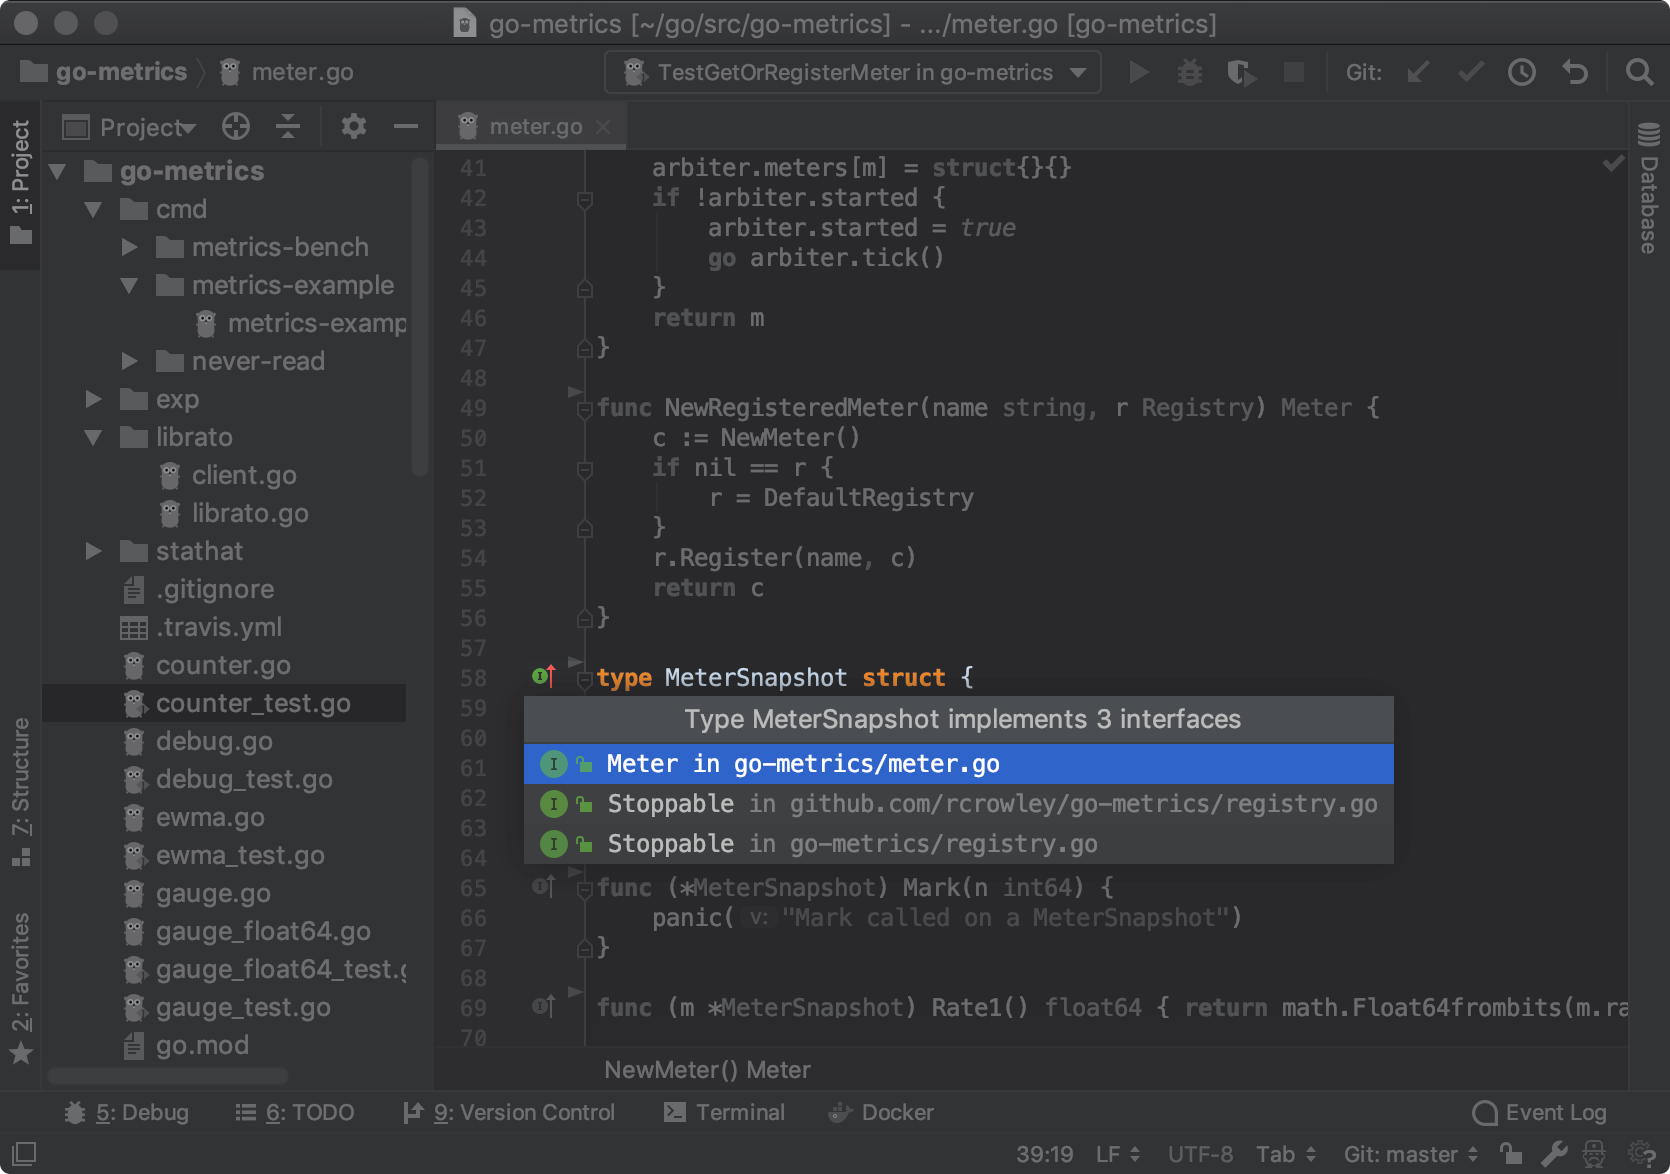 go-metrics [~/go/src/go-metrics] - .../meter.go [go-metrics]
go-metrics
meter.go
TestGetOrRegisterMeter in go-metrics
Git:
1: Project
Project
meter.go
Database
go-metrics
cmd
metrics-bench
metrics-example
metrics-examp
never-read
exp
librato
client.go
librato.go
stathat
.gitignore
.travis.yml
counter.go
counter_test.go
debug.go
debug_test.go
ewma.go
ewma_test.go
gauge.go
gauge_float64.go
gauge_float64_test.g
gauge_test.go
go.mod
7: Structure
2: Favorites
41 arbiter.meters[m] = struct{}{}
42 if !arbiter.started {
43 arbiter.started = true
44 go arbiter.tick()
45 }
46 return m
47 }
48
49 func NewRegisteredMeter(name string, r Registry) Meter {
50 c := NewMeter()
51 if nil == r {
52 r = DefaultRegistry
53 }
54 r.Register(name, c)
55 return c
56 }
57
58 type MeterSnapshot struct {
59
60
61
62
63
64
Type MeterSnapshot implements 3 interfaces
I Meter in go-metrics/meter.go
I Stoppable in github.com/rcrowley/go-metrics/registry.go
I Stoppable in go-metrics/registry.go
65 func (*MeterSnapshot) Mark(n int64) {
66 panic( v: "Mark called on a MeterSnapshot")
67 }
68
69 func (m *MeterSnapshot) Rate1() float64 { return math.Float64frombits(m.ra
70
NewMeter() Meter
5: Debug
6: TODO
9: Version Control
Terminal
Docker
Event Log
39:19 LF UTF-8 Tab Git: master